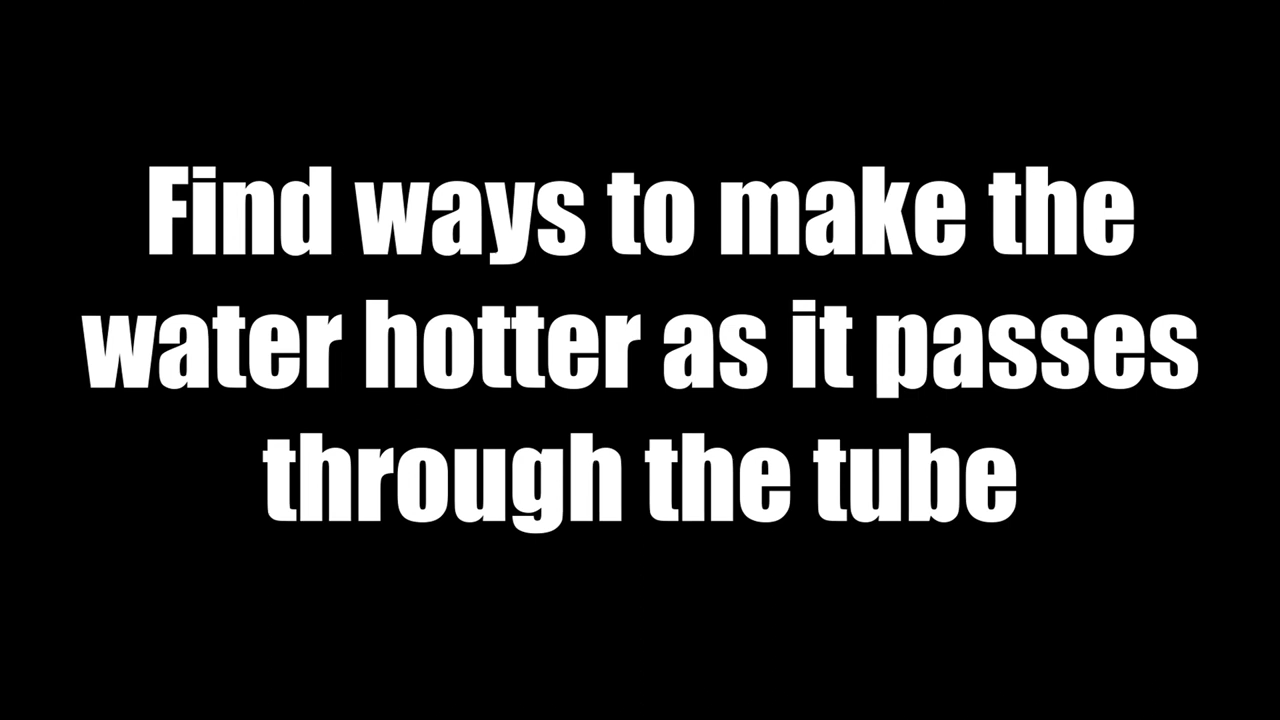 Find ways to make the
water hotter as it passes
through the tube